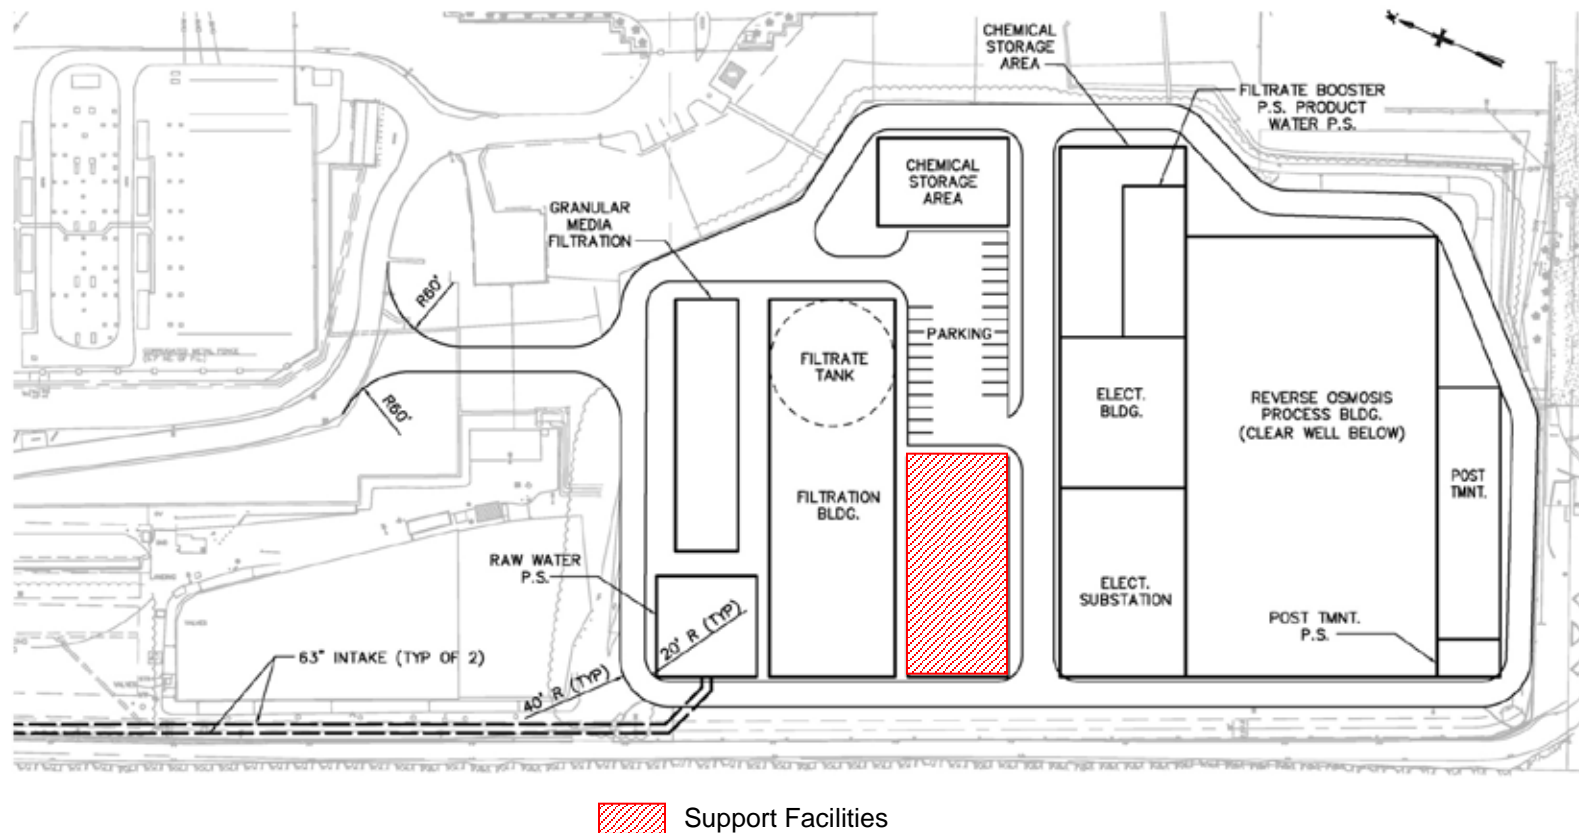 CHEMICAL
STORAGE
AREA
FILTRATE BOOSTER
P.S. PRODUCT
WATER P.S.
CHEMICAL
STORAGE
AREA
GRANULAR
MEDIA
FILTRATION
R60'
PARKING
FILTRATE
TANK
R60'
ELECT.
BLDG.
REVERSE OSMOSIS
PROCESS BLDG.
(CLEAR WELL BELOW)
POST
TMNT.
FILTRATION
BLDG.
RAW WATER
P.S.
ELECT.
SUBSTATION
POST TMNT.
P.S.
20' R (TYP)
63" INTAKE (TYP OF 2)
40' R (TYP)
Support Facilities